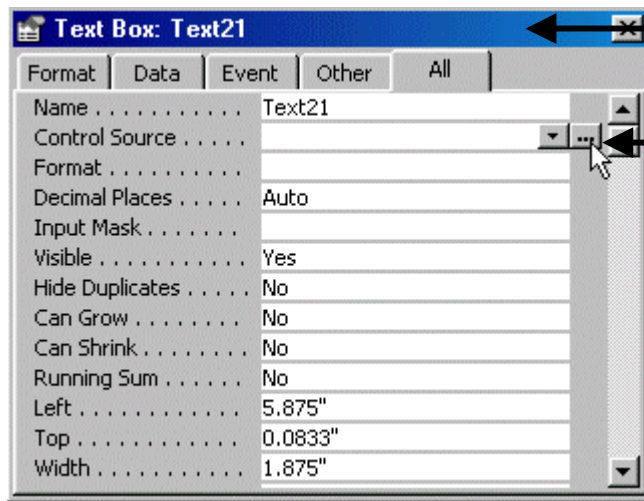 Text Box: Text21
Format Data Event Other All
Name . . . . . . . . . . . Text21
Control Source . . . . . ...
Format . . . . . . . . . . .
Decimal Places . . . . . Auto
Input Mask . . . . . . .
Visible . . . . . . . . . . . Yes
Hide Duplicates . . . . . No
Can Grow . . . . . . . . No
Can Shrink . . . . . . . . No
Running Sum . . . . . . No
Left . . . . . . . . . . . . 5.875"
Top . . . . . . . . . . . . 0.0833"
Width . . . . . . . . . . . 1.875"